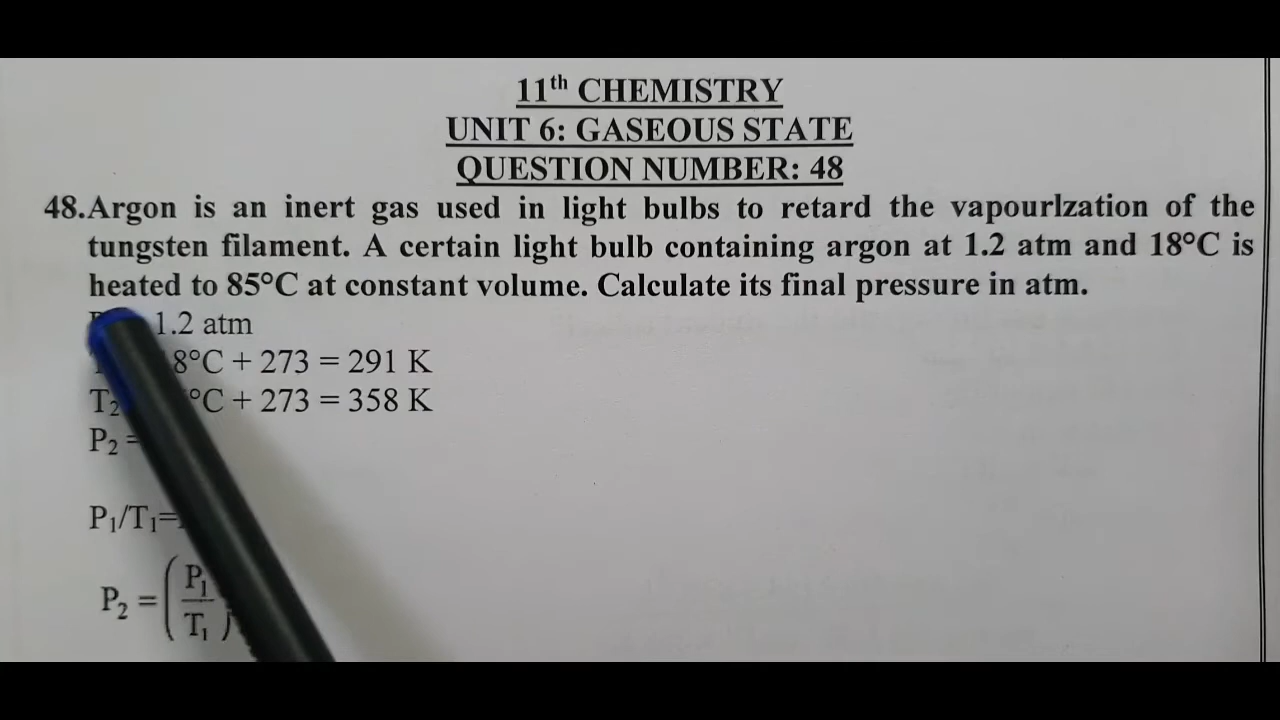 11th CHEMISTRY
UNIT 6: GASEOUS STATE
QUESTION NUMBER: 48
48.Argon is an inert gas used in light bulbs to retard the vapourlzation of the
tungsten filament. A certain light bulb containing argon at 1.2 atm and 18°C is
heated to 85°C at constant volume. Calculate its final pressure in atm.
1.2 atm
8°C + 273 = 291 K
T₂ °C + 273 = 358 K
P₂ =
P₁/T₁=
P₂ = (P₁/T₁)